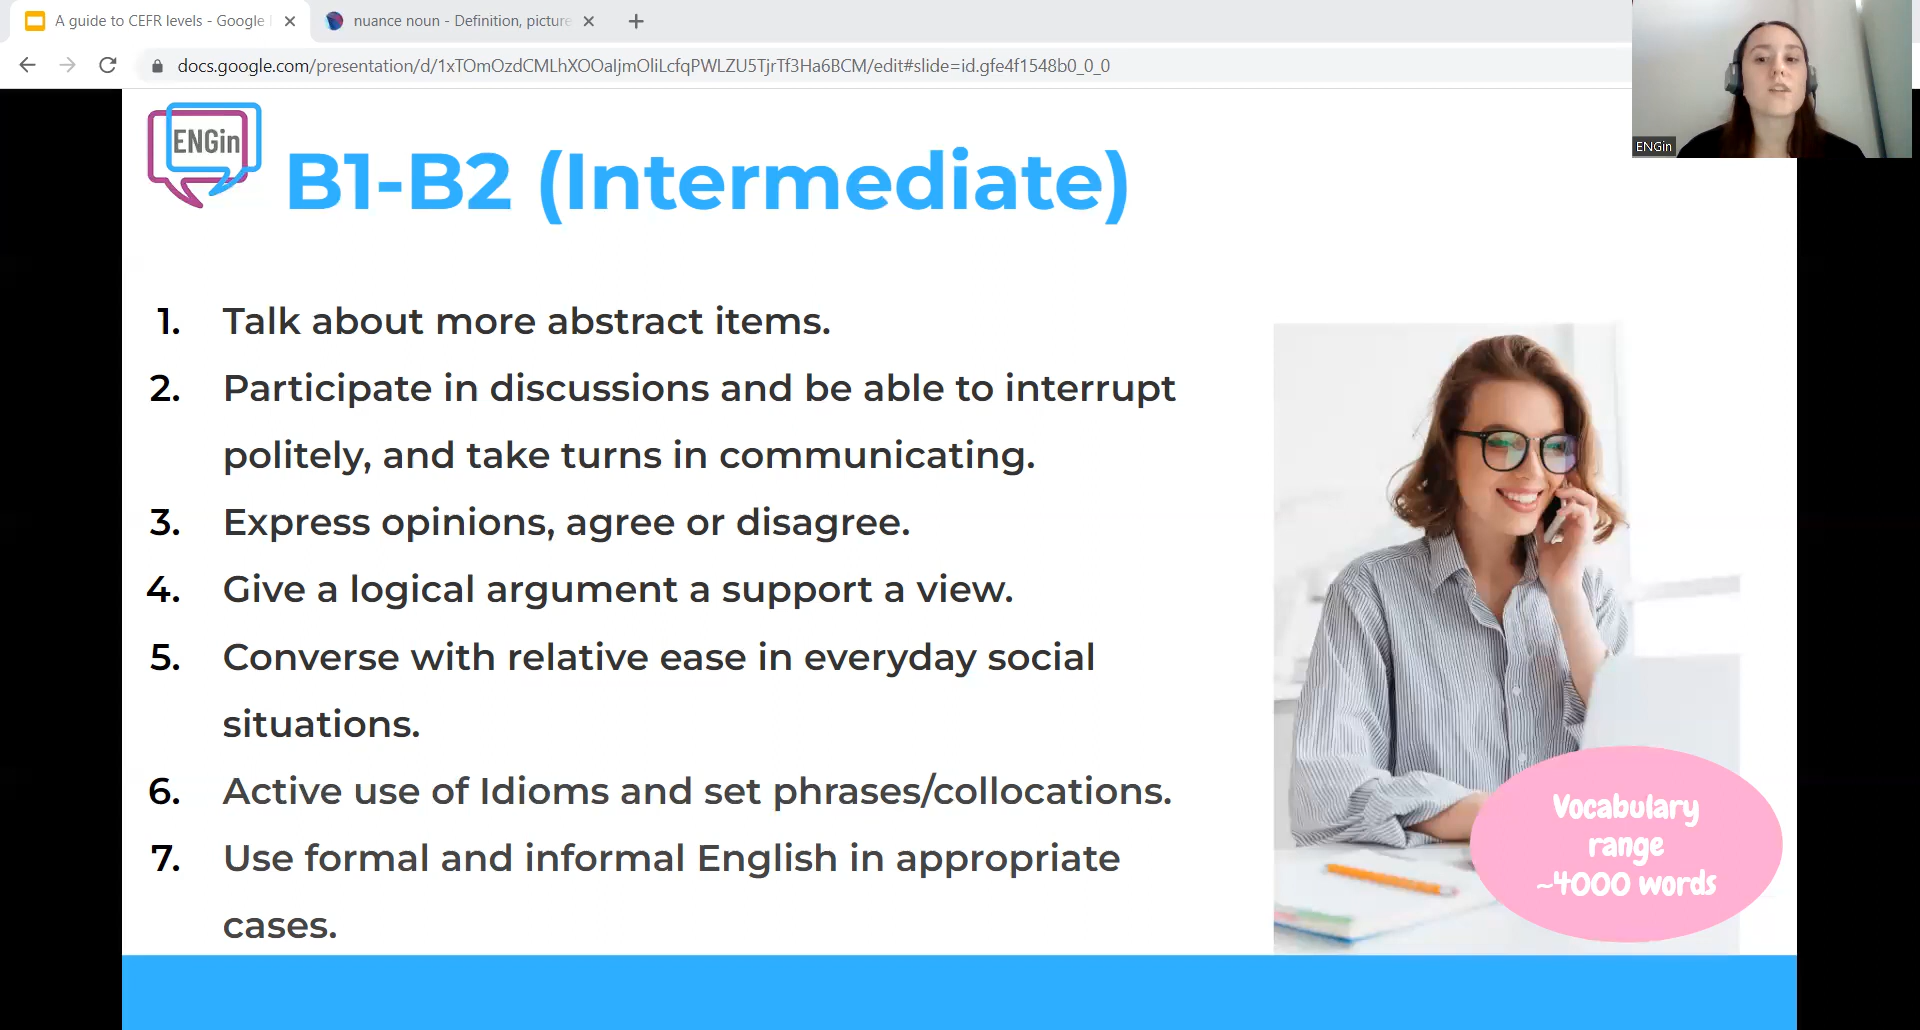 A guide to CEFR levels - Google
nuance noun - Definition, picture
docs.google.com/presentation/d/1xTOmOzdCMLhXOOaIjmOliLcfqPWLZU5TjrTf3Ha6BCM/edit#slide=id.gfe4f1548b0_0_0
ENGin
ENGin
B1-B2 (Intermediate)
1. Talk about more abstract items.
2. Participate in discussions and be able to interrupt
politely, and take turns in communicating.
3. Express opinions, agree or disagree.
4. Give a logical argument a support a view.
5. Converse with relative ease in everyday social
situations.
6. Active use of Idioms and set phrases/collocations.
7. Use formal and informal English in appropriate
cases.
Vocabulary
range
~4000 words